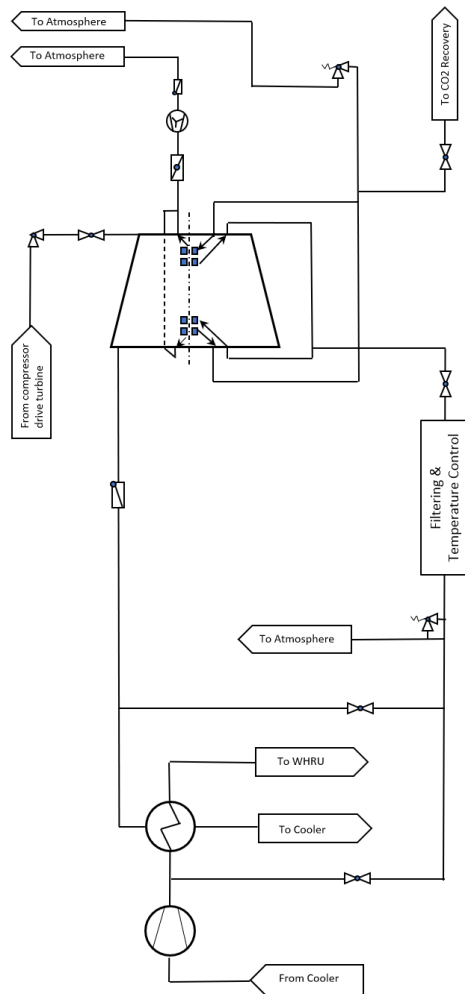 To Atmosphere
To Atmosphere
To CO2 Recovery
From compressor
drive turbine
Filtering &
Temperature Control
To Atmosphere
To WHRU
To Cooler
From Cooler